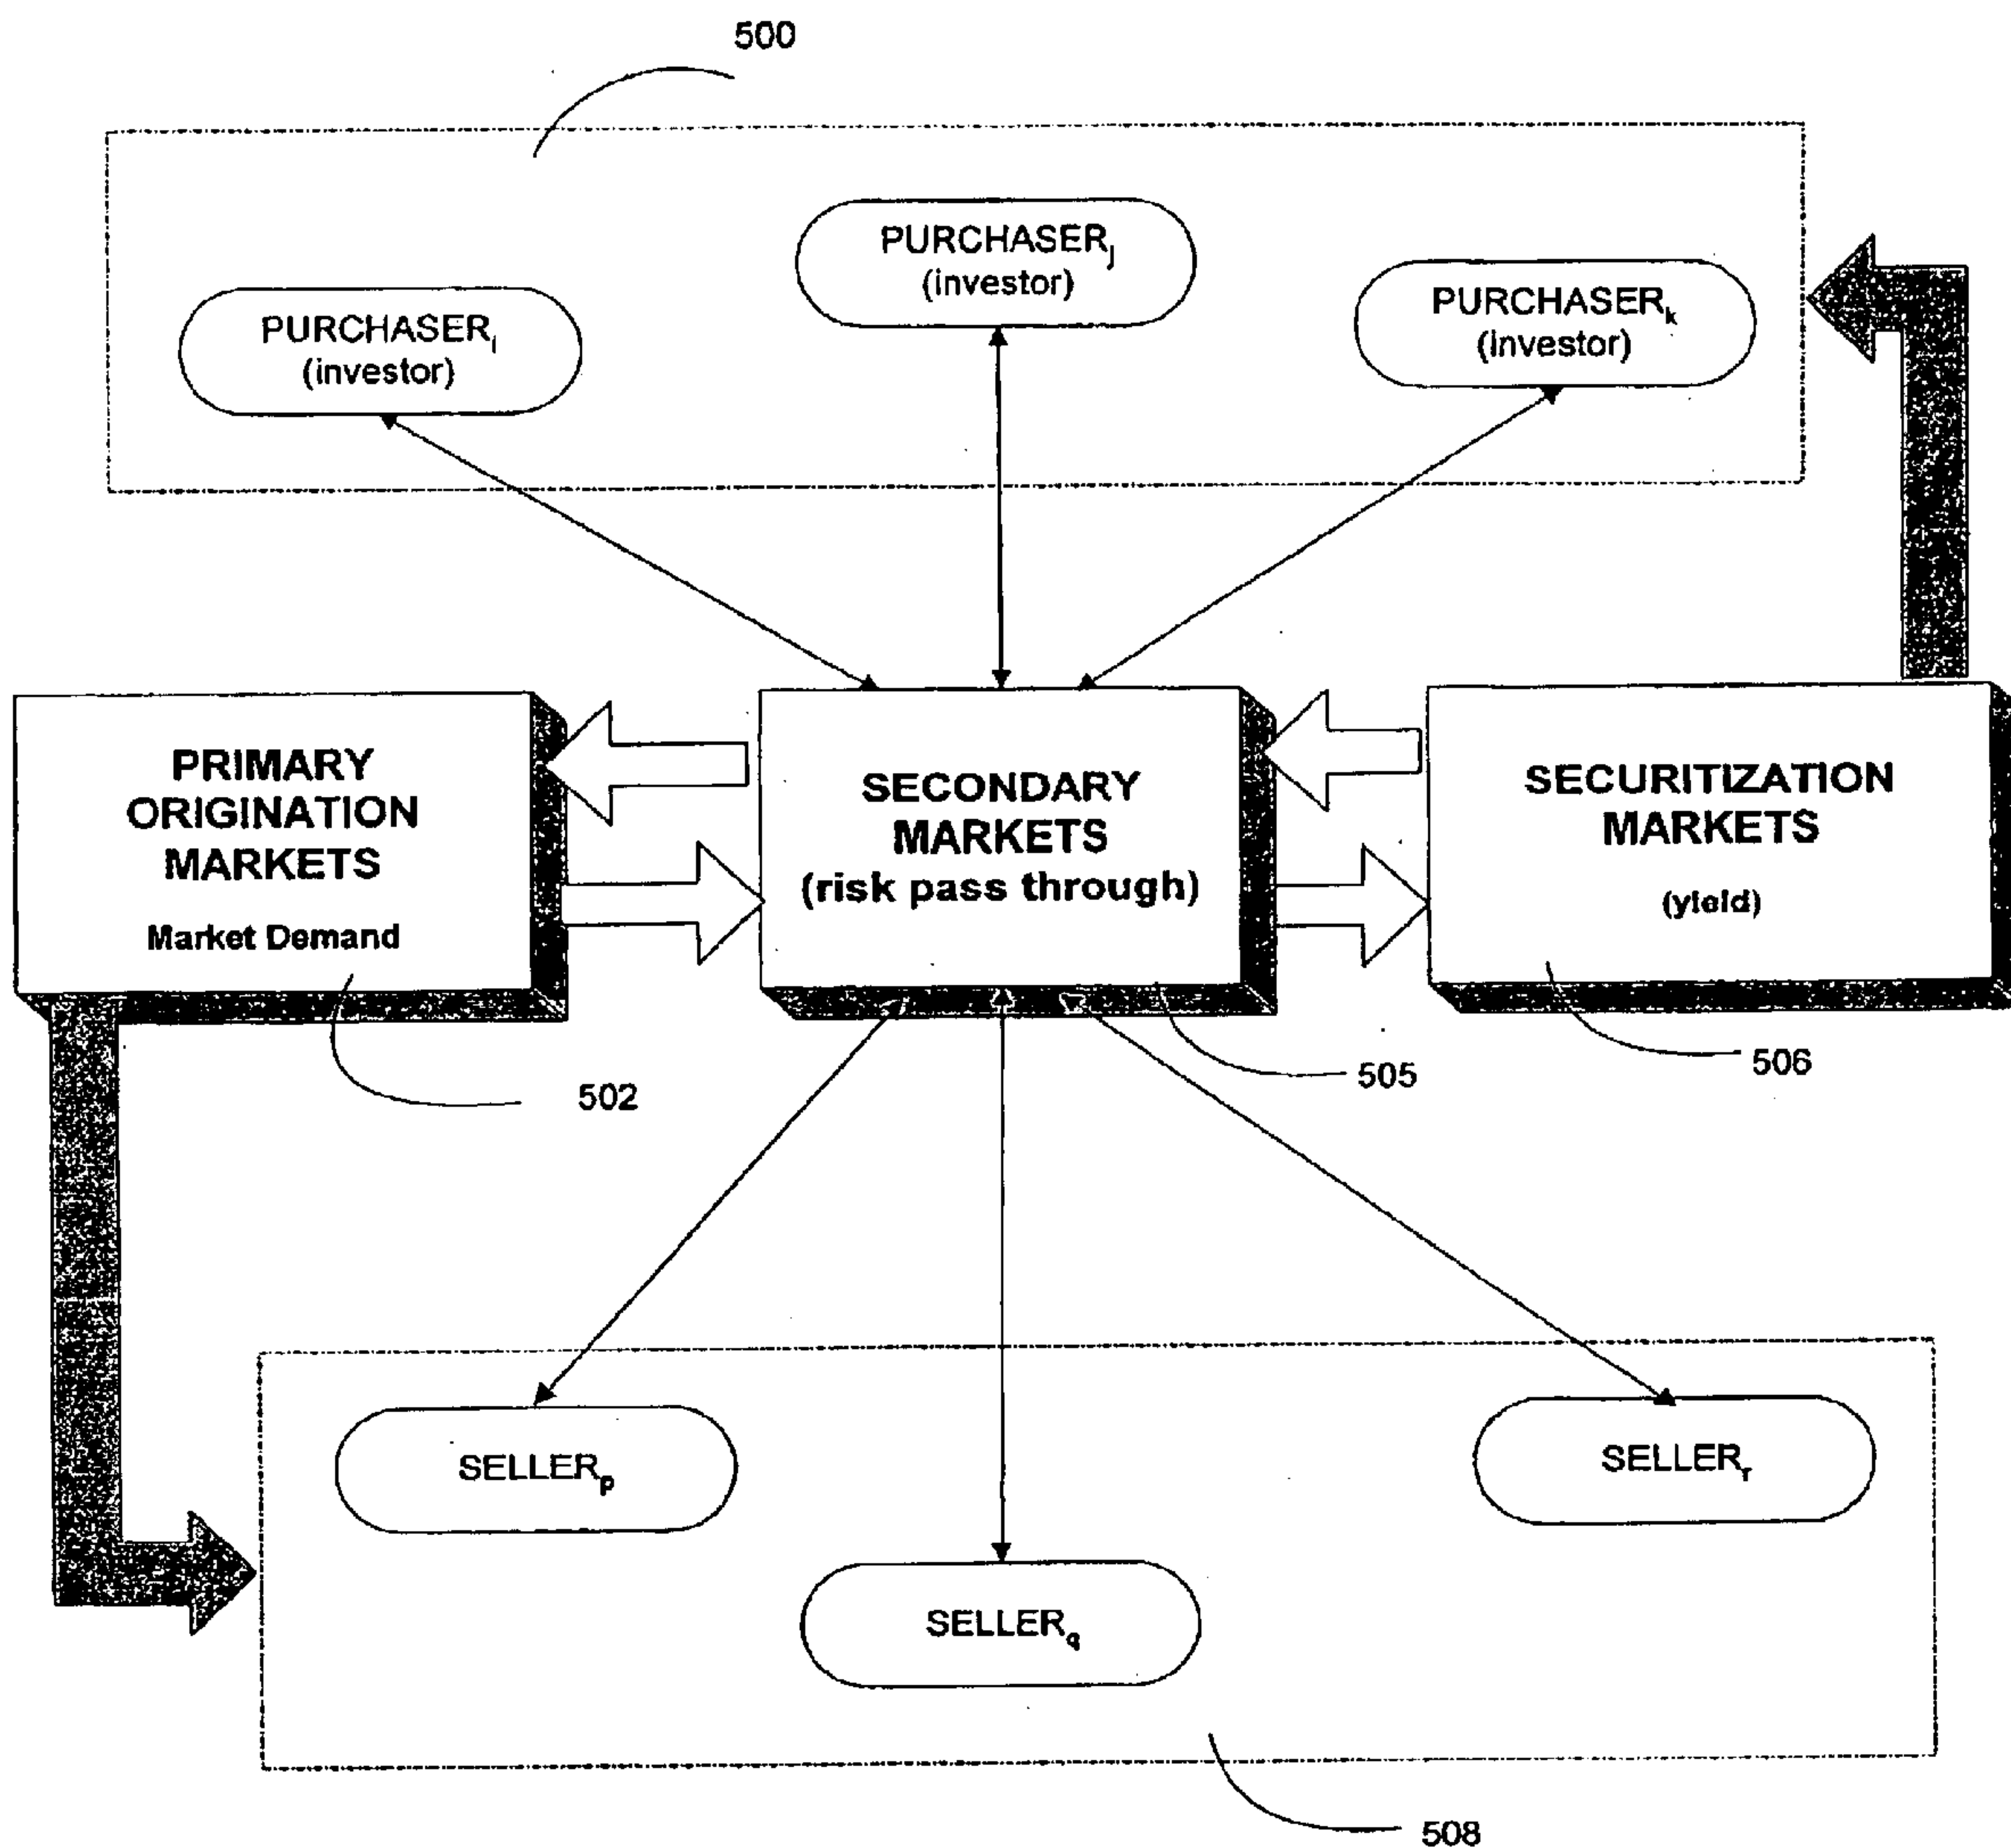 500
PURCHASERj
(investor)
PURCHASERi
(investor)
PURCHASERk
(investor)
PRIMARY
ORIGINATION
MARKETS
Market Demand
SECONDARY
MARKETS
(risk pass through)
SECURITIZATION
MARKETS
(yield)
502
505
506
SELLERp
SELLERq
SELLERr
508